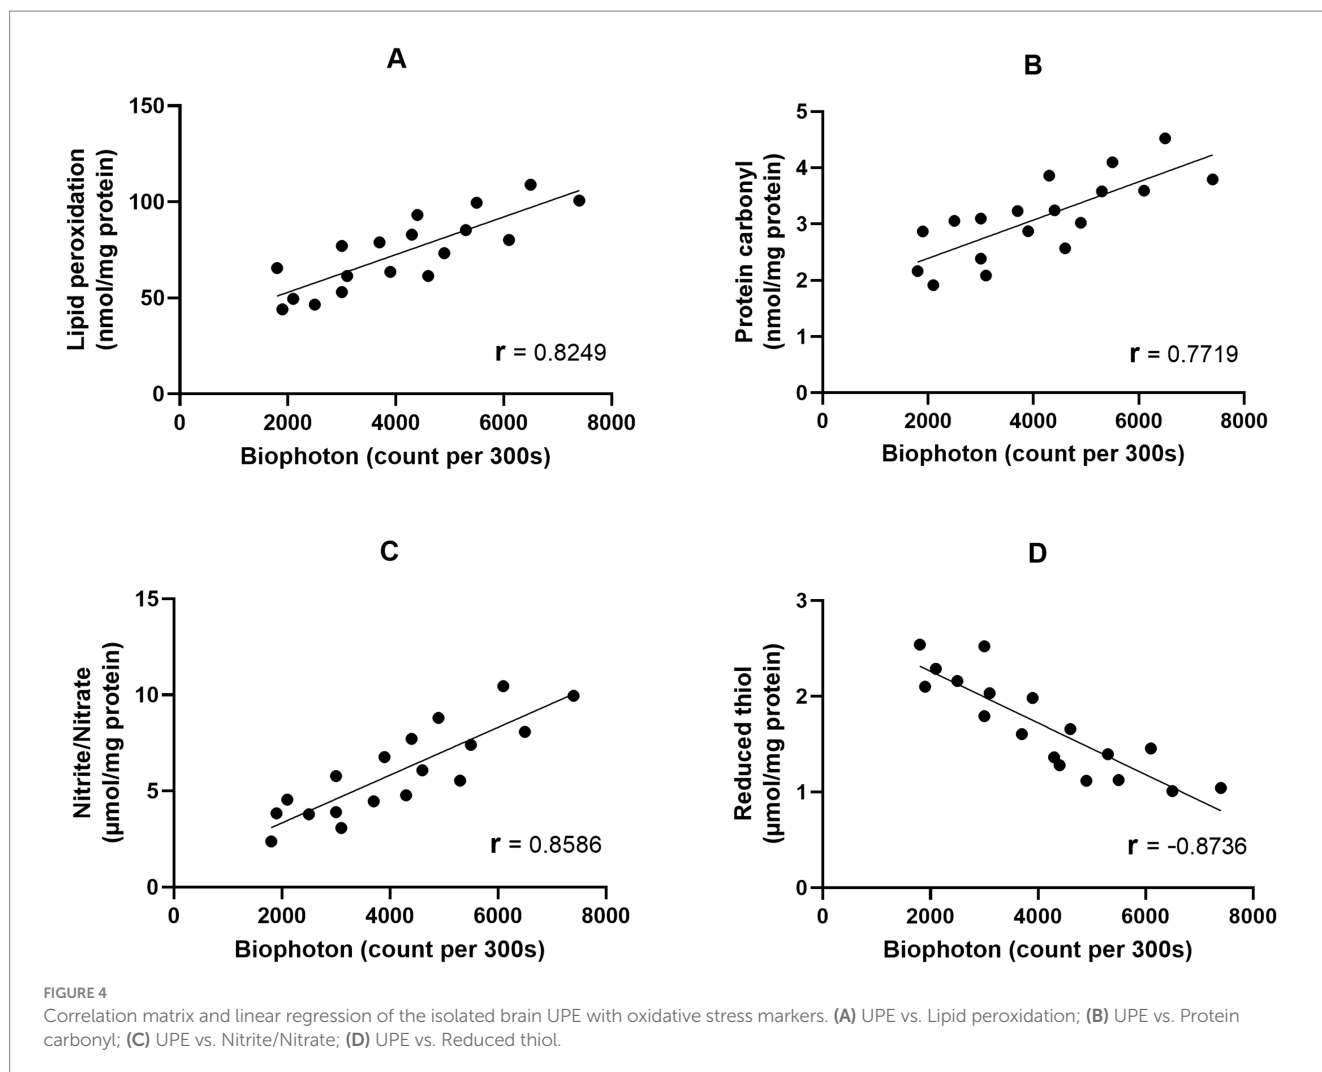 A
150
100
50
0
Lipid peroxidation
(nmol/mg protein)
r = 0.8249
0 2000 4000 6000 8000
Biophoton (count per 300s)
B
5
4
3
2
1
0
Protein carbonyl
(nmol/mg protein)
r = 0.7719
0 2000 4000 6000 8000
Biophoton (count per 300s)
C
15
10
5
0
Nitrite/Nitrate
(µmol/mg protein)
r = 0.8586
0 2000 4000 6000 8000
Biophoton (count per 300s)
D
3
2
1
0
Reduced thiol
(µmol/mg protein)
r = -0.8736
0 2000 4000 6000 8000
Biophoton (count per 300s)
FIGURE 4
Correlation matrix and linear regression of the isolated brain UPE with oxidative stress markers. (A) UPE vs. Lipid peroxidation; (B) UPE vs. Protein
carbonyl; (C) UPE vs. Nitrite/Nitrate; (D) UPE vs. Reduced thiol.